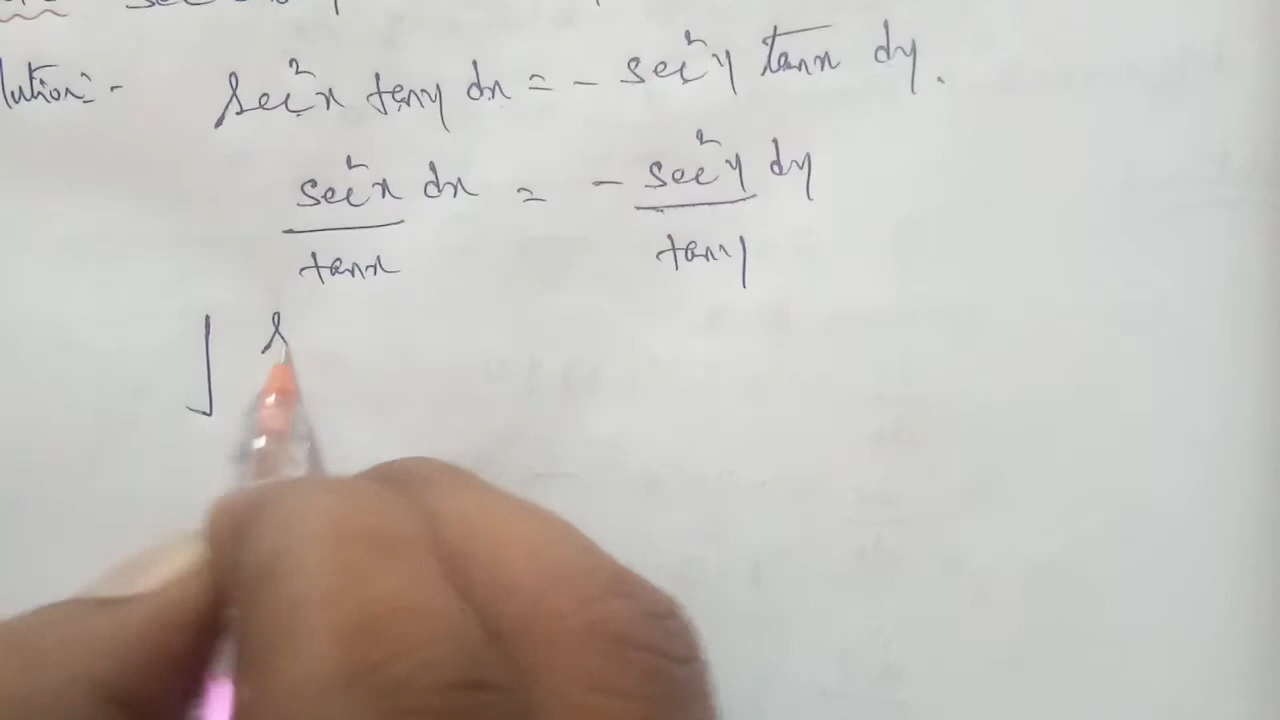 lution:- sec²x tany dx = - sec²y tanx dy.
sec²x/tanx dx = - sec²y/tany dy
∫ s